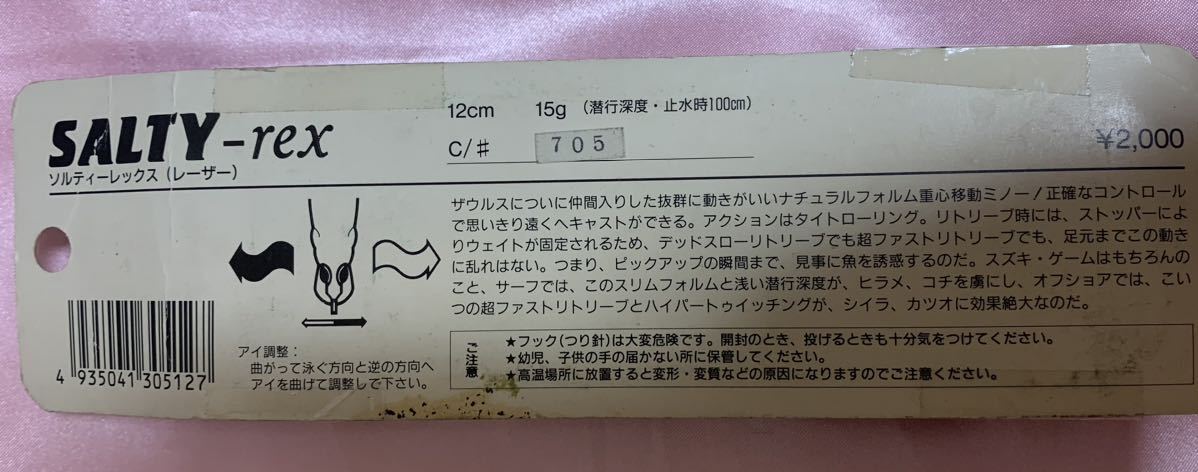 SALTY-rex
ソルティーレックス（レーザー）
12cm 15g （潜行深度・止水時100cm）
C/# 705
¥2,000
ザウルスについに仲間入りした抜群に動きがいいナチュラルフォルム重心移動ミノー/正確なコントロール
で思いきり遠くへキャストができる。アクションはタイトローリング。リトリーブ時には、ストッパーによ
りウェイトが固定されるため、デッドスローリトリーブでも超ファストリトリーブでも、足元までこの動き
に乱れはない。つまり、ピックアップの瞬間まで、見事に魚を誘惑するのだ。スズキ・ゲームはもちろんの
こと、サーフでは、このスリムフォルムと浅い潜行深度が、ヒラメ、コチを虜にし、オフショアでは、こい
つの超ファストリトリーブとハイパートゥイッチングが、シイラ、カツオに効果絶大なのだ。
アイ調整：
曲がって泳ぐ方向と逆の方向へ
アイを曲げて調整して下さい。
4 935041 305127
ご注意
★フック(つり針)は大変危険です。開封のとき、投げるときも十分気をつけてください。
★幼児、子供の手の届かない所に保管してください。
★高温場所に放置すると変形・変質などの原因になりますのでご注意ください。